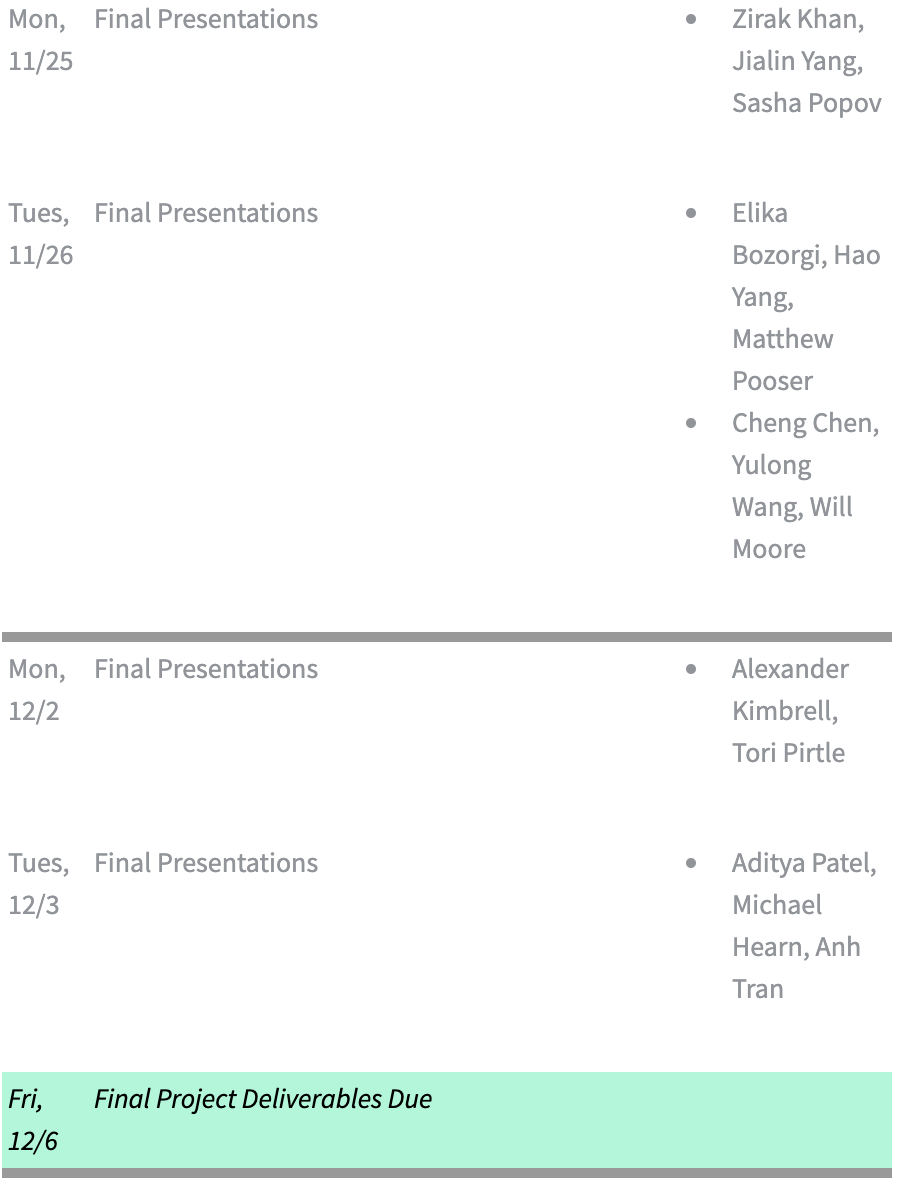 Mon, Final Presentations • Zirak Khan,
11/25 Jialin Yang,
Sasha Popov
Tues, Final Presentations • Elika
11/26 Bozorgi, Hao
Yang,
Matthew
Pooser
• Cheng Chen,
Yulong
Wang, Will
Moore
Mon, Final Presentations • Alexander
12/2 Kimbrell,
Tori Pirtle
Tues, Final Presentations • Aditya Patel,
12/3 Michael
Hearn, Anh
Tran
Fri, Final Project Deliverables Due
12/6